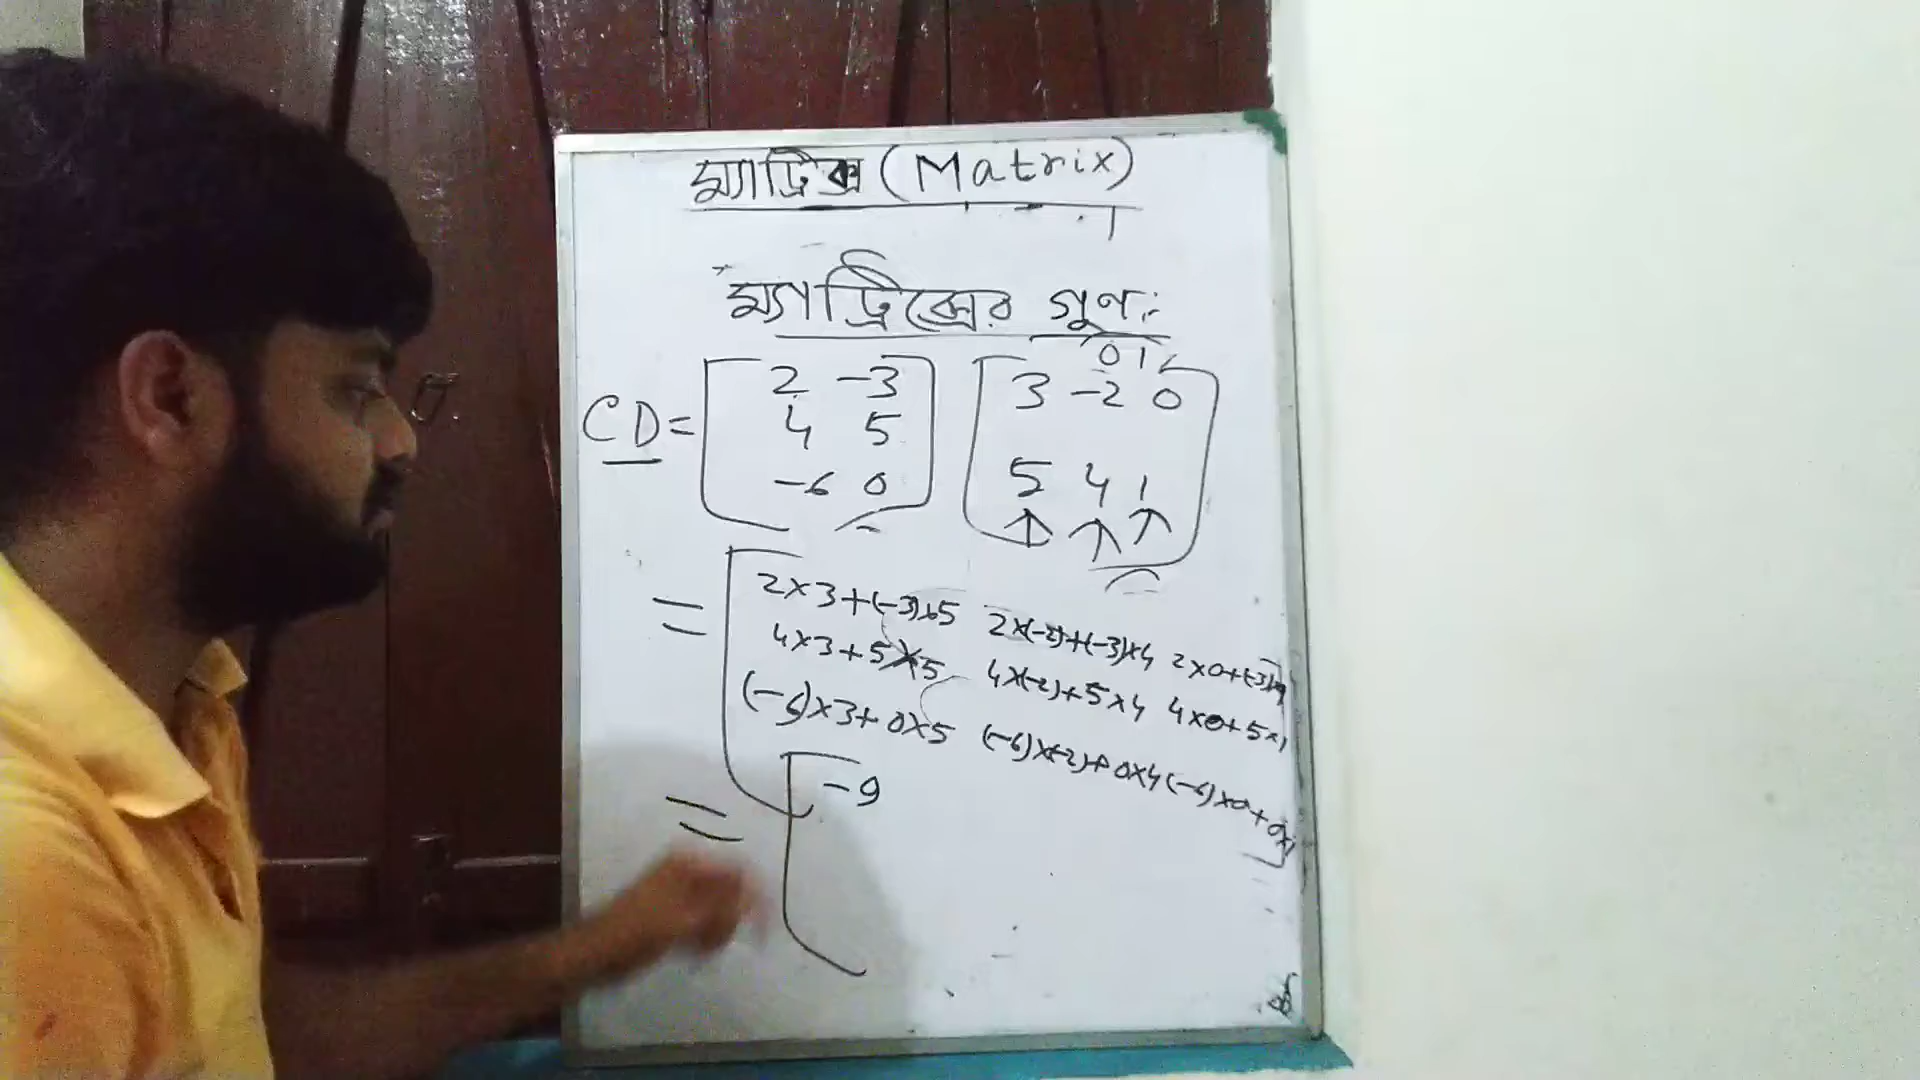 ম্যাট্রিক্স (Matrix)
ম্যাট্রিক্সের গুণ:-
0 1
CD = [ 2 -3 ] [ 3 -2 0 ]
4 5
-6 0 5 4 1
↑ ↑ ↑
= [ 2×3+(-3)×5 2×(-2)+(-3)×4 2×0+(-3)×1
4×3+5×5 4×(-2)+5×4 4×0+5×1
(-6)×3+0×5 (-6)×(-2)+0×4 (-6)×0+0×1 ]
= [ -9